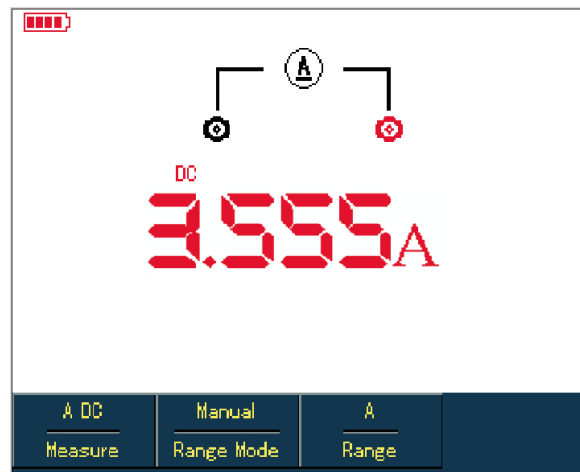 A
DC
3.555A
A DC Manual A
Measure Range Mode Range